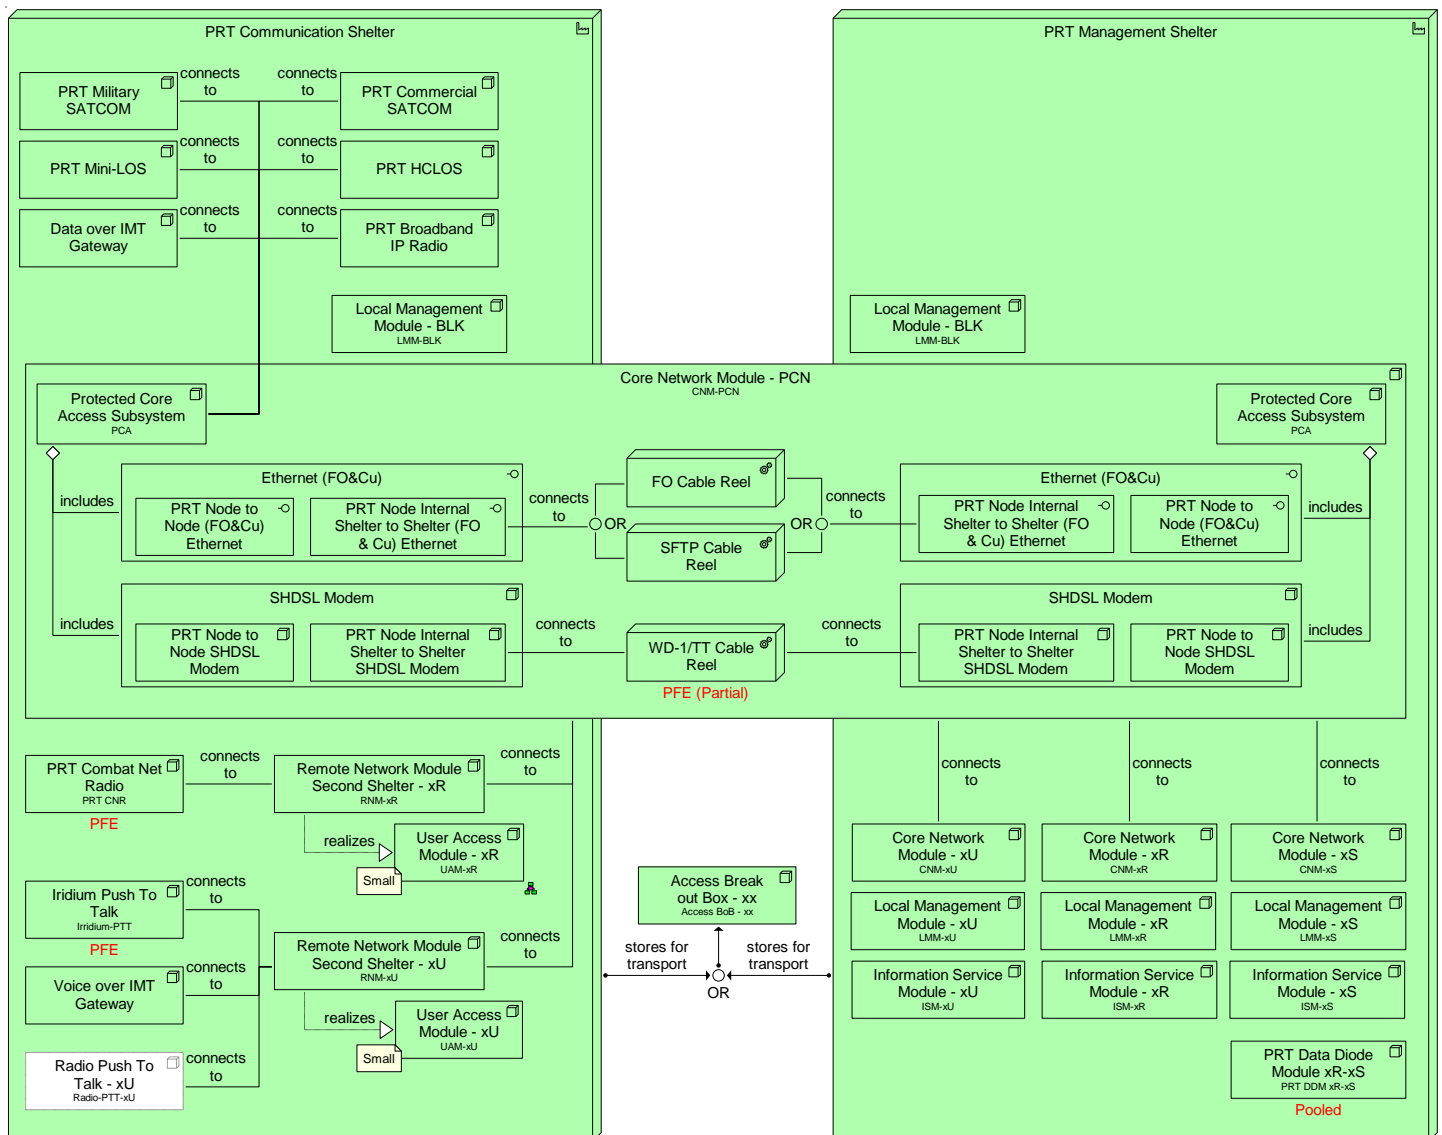 PRT Communication Shelter
PRT Military
SATCOM
connects
to
connects
to
PRT Commercial
SATCOM
PRT Mini-LOS
connects
to
connects
to
PRT HCLOS
Data over IMT
Gateway
connects
to
connects
to
PRT Broadband
IP Radio
Local Management
Module - BLK
LMM-BLK
PRT Management Shelter
Local Management
Module - BLK
LMM-BLK
Core Network Module - PCN
CNM-PCN
Protected Core
Access Subsystem
PCA
Protected Core
Access Subsystem
PCA
includes
Ethernet (FO&Cu)
PRT Node to
Node (FO&Cu)
Ethernet
PRT Node Internal
Shelter to Shelter (FO
& Cu) Ethernet
connects
to
OR
FO Cable Reel
SFTP Cable
Reel
OR
connects
to
Ethernet (FO&Cu)
PRT Node Internal
Shelter to Shelter (FO
& Cu) Ethernet
PRT Node to
Node (FO&Cu)
Ethernet
includes
includes
SHDSL Modem
PRT Node to
Node SHDSL
Modem
PRT Node Internal
Shelter to Shelter
SHDSL Modem
connects
to
WD-1/TT Cable
Reel
PFE (Partial)
connects
to
SHDSL Modem
PRT Node Internal
Shelter to Shelter
SHDSL Modem
PRT Node to
Node SHDSL
Modem
includes
PRT Combat Net
Radio
PRT CNR
PFE
connects
to
Remote Network Module
Second Shelter - xR
RNM-xR
connects
to
realizes
User Access
Module - xR
UAM-xR
Small
Iridium Push To
Talk
Irridium-PTT
PFE
connects
to
Remote Network Module
Second Shelter - xU
RNM-xU
connects
to
Voice over IMT
Gateway
connects
to
realizes
User Access
Module - xU
UAM-xU
Small
Radio Push To
Talk - xU
Radio-PTT-xU
connects
to
Access Break
out Box - xx
Access BoB - xx
stores for
transport
stores for
transport
OR
connects
to
connects
to
connects
to
Core Network
Module - xU
CNM-xU
Core Network
Module - xR
CNM-xR
Core Network
Module - xS
CNM-xS
Local Management
Module - xU
LMM-xU
Local Management
Module - xR
LMM-xR
Local Management
Module - xS
LMM-xS
Information Service
Module - xU
ISM-xU
Information Service
Module - xR
ISM-xR
Information Service
Module - xS
ISM-xS
PRT Data Diode
Module xR-xS
PRT DDM xR-xS
Pooled